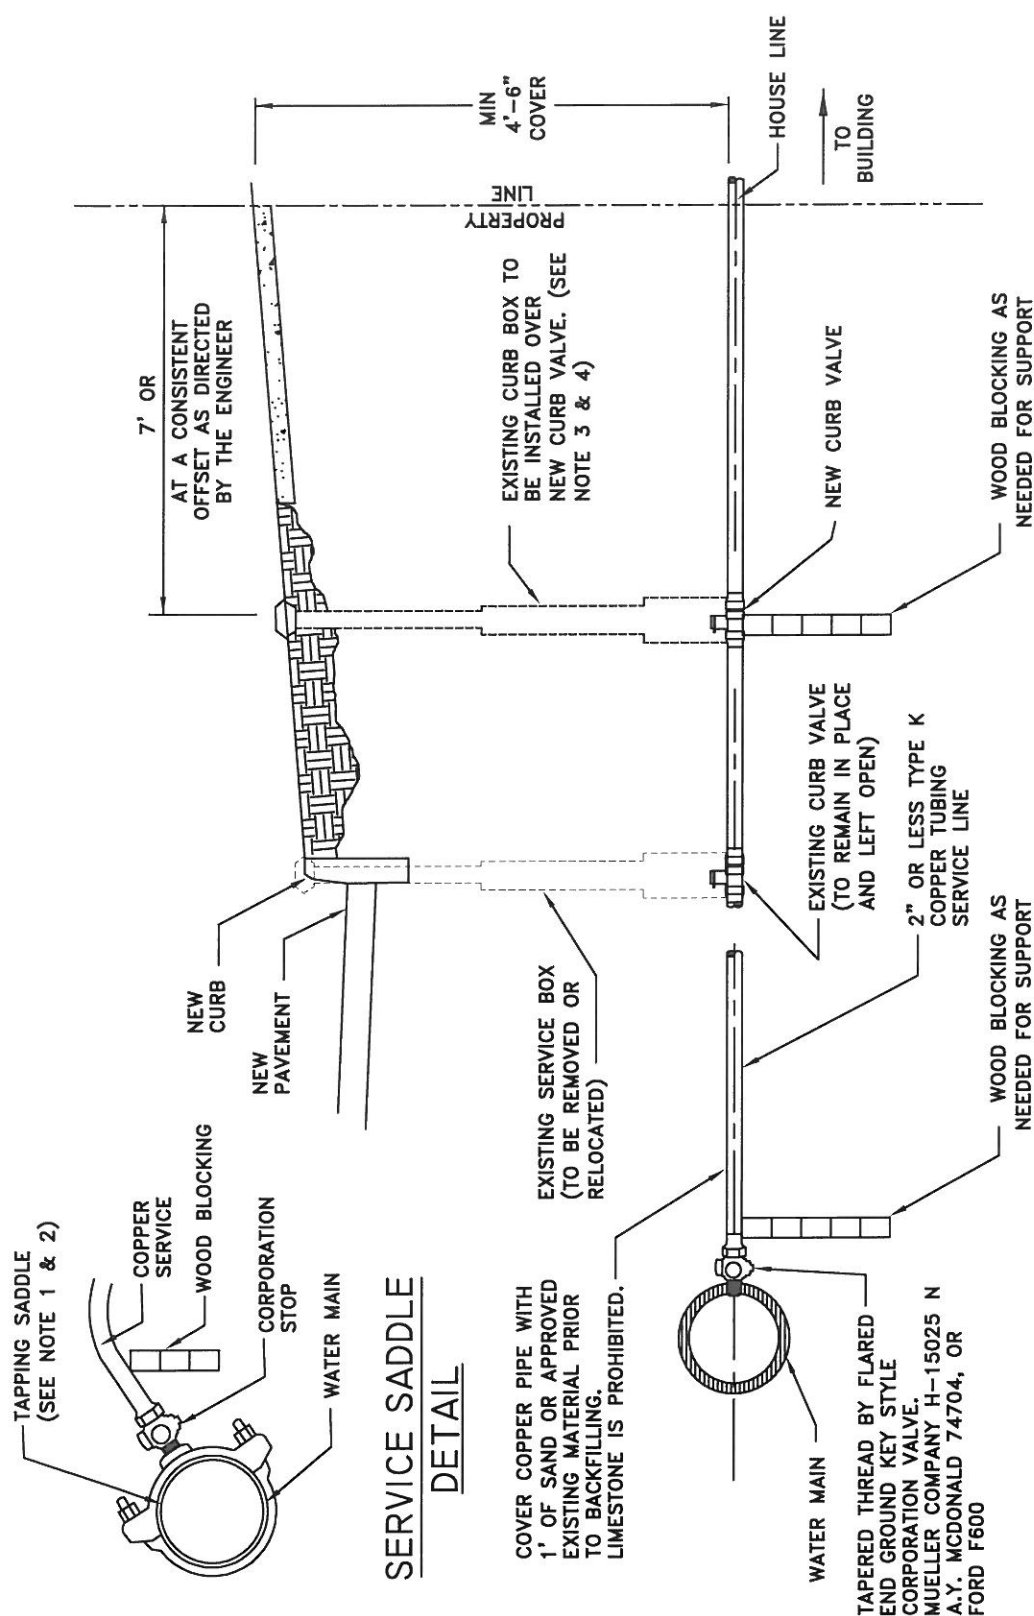 TAPPING SADDLE
(SEE NOTE 1 & 2)
COPPER
SERVICE
WOOD BLOCKING
CORPORATION
STOP
WATER MAIN
SERVICE SADDLE
DETAIL
NEW
CURB
NEW
PAVEMENT
7' OR
AT A CONSISTENT
OFFSET AS DIRECTED
BY THE ENGINEER
MIN
4'-6"
COVER
PROPERTY
LINE
EXISTING CURB BOX TO
BE INSTALLED OVER
NEW CURB VALVE. (SEE
NOTE 3 & 4)
EXISTING SERVICE BOX
(TO BE REMOVED OR
RELOCATED)
COVER COPPER PIPE WITH
1' OF SAND OR APPROVED
EXISTING MATERIAL PRIOR
TO BACKFILLING.
LIMESTONE IS PROHIBITED.
HOUSE LINE
TO
BUILDING
NEW CURB VALVE
WOOD BLOCKING AS
NEEDED FOR SUPPORT
EXISTING CURB VALVE
(TO REMAIN IN PLACE
AND LEFT OPEN)
2" OR LESS TYPE K
COPPER TUBING
SERVICE LINE
WOOD BLOCKING AS
NEEDED FOR SUPPORT
WATER MAIN
TAPERED THREAD BY FLARED
END GROUND KEY STYLE
CORPORATION VALVE.
MUELLER COMPANY H-15025 N
A.Y. MCDONALD 74704, OR
FORD F600